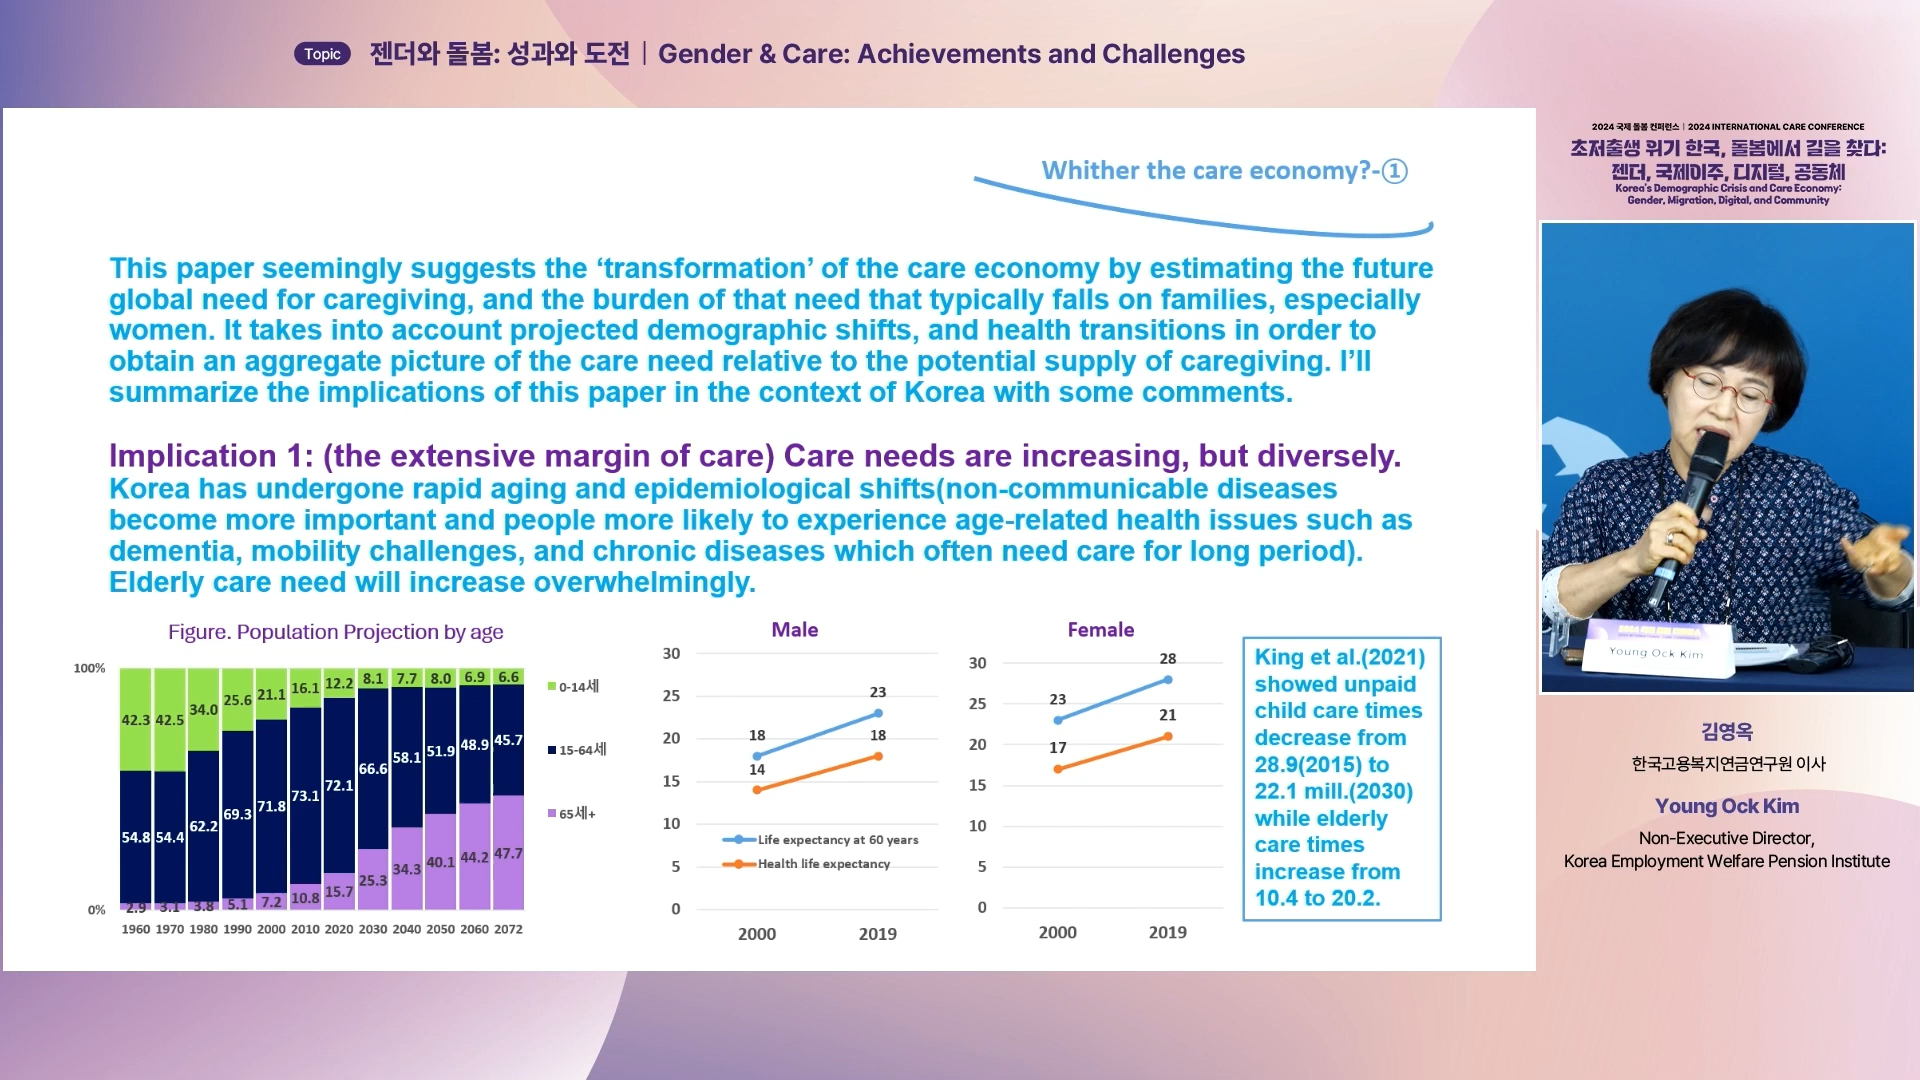 Topic 젠더와 돌봄: 성과와 도전 | Gender & Care: Achievements and Challenges
2024 국제 돌봄 컨퍼런스 | 2024 INTERNATIONAL CARE CONFERENCE
초저출생 위기 한국, 돌봄에서 길을 찾다:
젠더, 국제이주, 디지털, 공동체
Korea's Demographic Crisis and Care Economy:
Gender, Migration, Digital, and Community
Whither the care economy?-①
This paper seemingly suggests the ‘transformation’ of the care economy by estimating the future
global need for caregiving, and the burden of that need that typically falls on families, especially
women. It takes into account projected demographic shifts, and health transitions in order to
obtain an aggregate picture of the care need relative to the potential supply of caregiving. I’ll
summarize the implications of this paper in the context of Korea with some comments.
Implication 1: (the extensive margin of care) Care needs are increasing, but diversely.
Korea has undergone rapid aging and epidemiological shifts(non-communicable diseases
become more important and people more likely to experience age-related health issues such as
dementia, mobility challenges, and chronic diseases which often need care for long period).
Elderly care need will increase overwhelmingly.
Figure. Population Projection by age
100%
0%
42.3 42.5 34.0 25.6 21.1 16.1 12.2 8.1 7.7 8.0 6.9 6.6
54.8 54.4 62.2 69.3 71.8 73.1 72.1 66.6 58.1 51.9 48.9 45.7
2.9 3.1 3.8 5.1 7.2 10.8 15.7 25.3 34.3 40.1 44.2 47.7
1960 1970 1980 1990 2000 2010 2020 2030 2040 2050 2060 2072
0-14세
15-64세
65세+
Male
30
25
20
15
10
5
0
18
23
14
18
Life expectancy at 60 years
Health life expectancy
2000 2019
Female
30
25
20
15
10
5
0
23
28
17
21
2000 2019
King et al.(2021)
showed unpaid
child care times
decrease from
28.9(2015) to
22.1 mill.(2030)
while elderly
care times
increase from
10.4 to 20.2.
Young Ock Kim
김영옥
한국고용복지연금연구원 이사
Young Ock Kim
Non-Executive Director,
Korea Employment Welfare Pension Institute